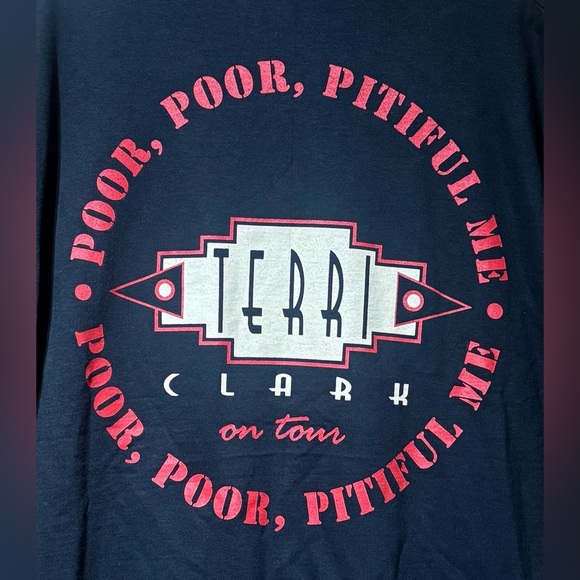 • POOR, POOR, PITIFUL ME •
TERRI
CLARK
on tour
POOR, POOR, PITIFUL ME